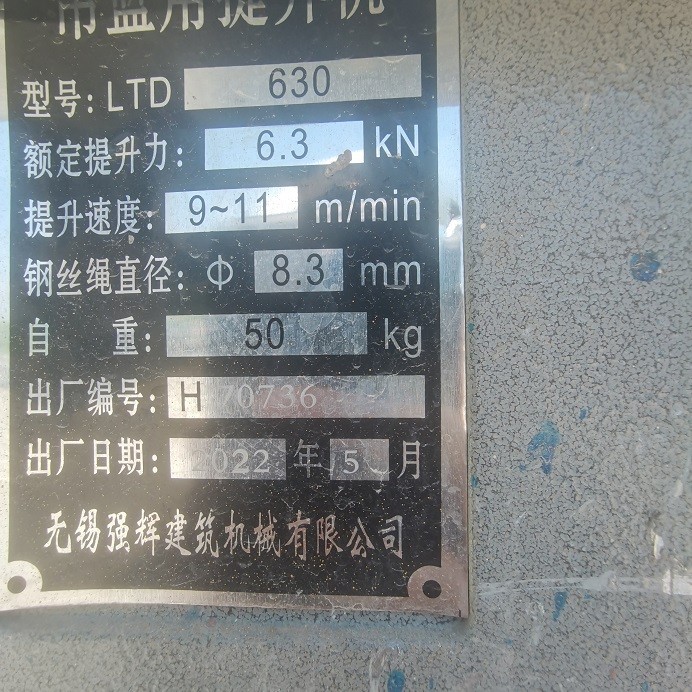 吊篮用提升机
型号: LTD 630
额定提升力: 6.3 kN
提升速度: 9~11 m/min
钢丝绳直径: Φ 8.3 mm
自 重: 50 kg
出厂编号: H 70736
出厂日期: 2022 年 5 月
无锡强辉建筑机械有限公司